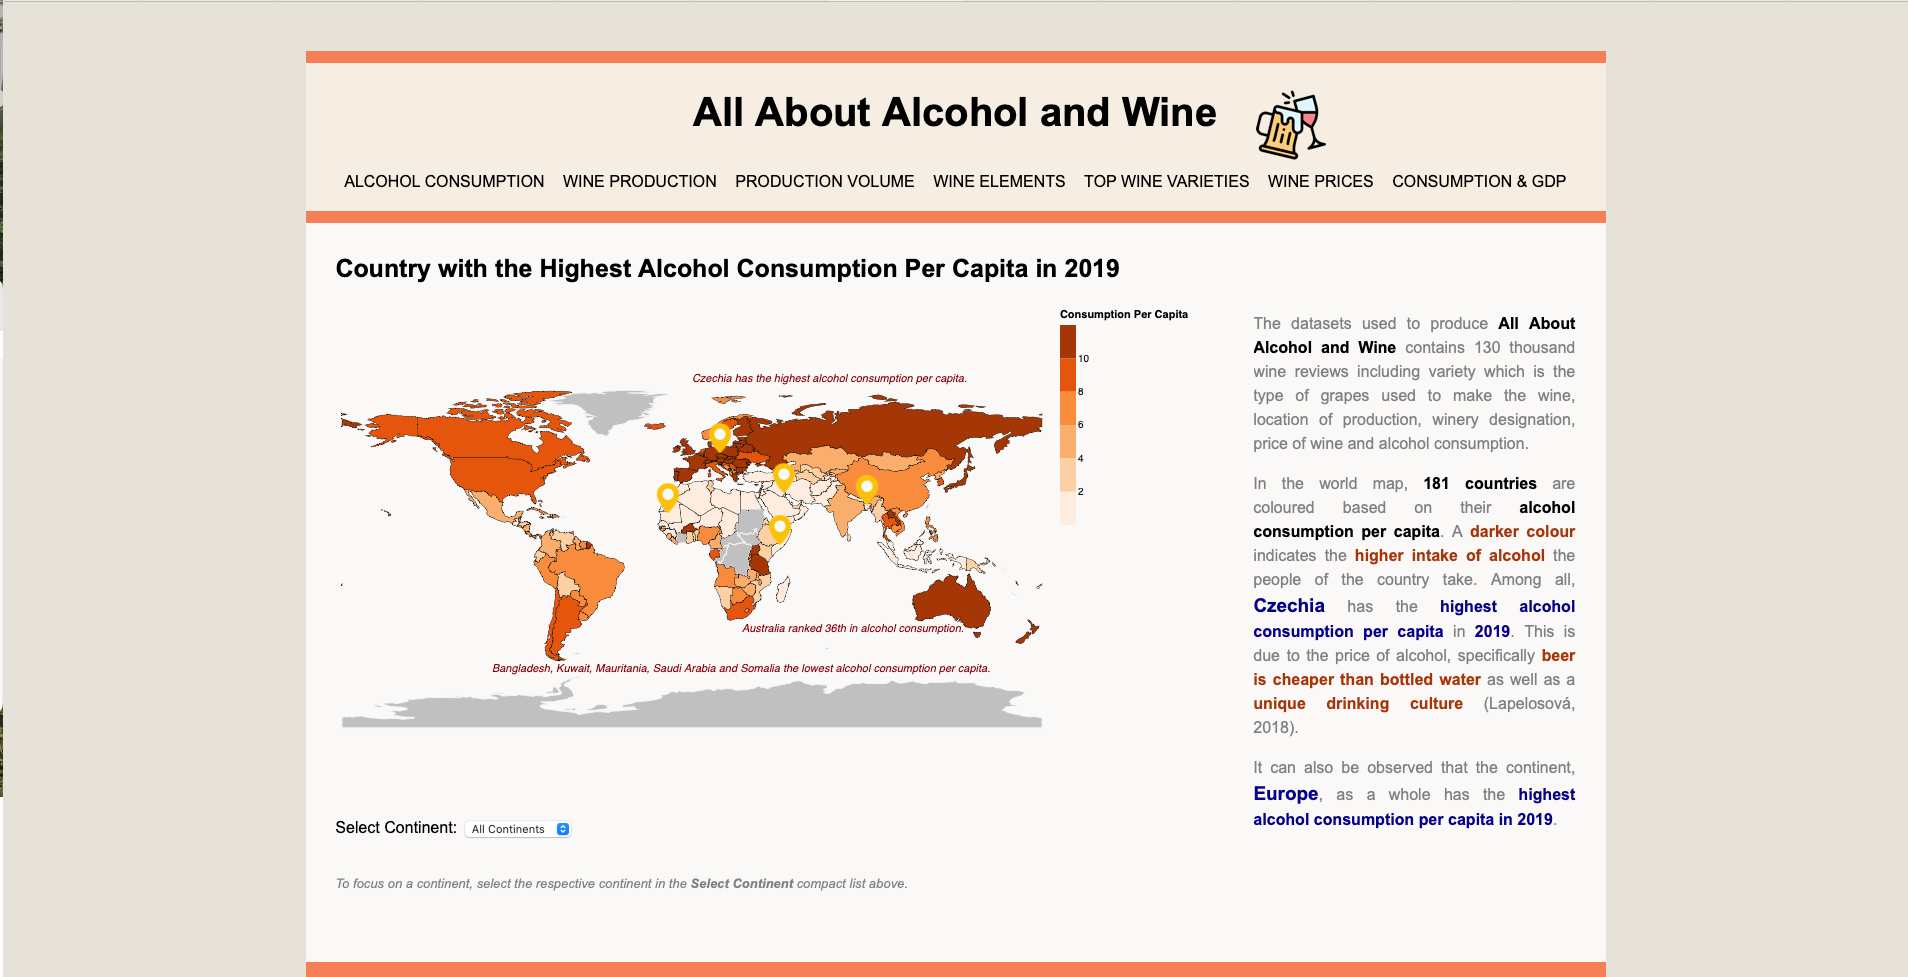 All About Alcohol and Wine
ALCOHOL CONSUMPTION WINE PRODUCTION PRODUCTION VOLUME WINE ELEMENTS TOP WINE VARIETIES WINE PRICES CONSUMPTION & GDP
Country with the Highest Alcohol Consumption Per Capita in 2019
Consumption Per Capita
10
8
6
4
2
Czechia has the highest alcohol consumption per capita.
Australia ranked 36th in alcohol consumption.
Bangladesh, Kuwait, Mauritania, Saudi Arabia and Somalia the lowest alcohol consumption per capita.
Select Continent: All Continents
To focus on a continent, select the respective continent in the Select Continent compact list above.
The datasets used to produce All About
Alcohol and Wine contains 130 thousand
wine reviews including variety which is the
type of grapes used to make the wine,
location of production, winery designation,
price of wine and alcohol consumption.
In the world map, 181 countries are
coloured based on their alcohol
consumption per capita. A darker colour
indicates the higher intake of alcohol the
people of the country take. Among all,
Czechia has the highest alcohol
consumption per capita in 2019. This is
due to the price of alcohol, specifically beer
is cheaper than bottled water as well as a
unique drinking culture (Lapelosová,
2018).
It can also be observed that the continent,
Europe, as a whole has the highest
alcohol consumption per capita in 2019.